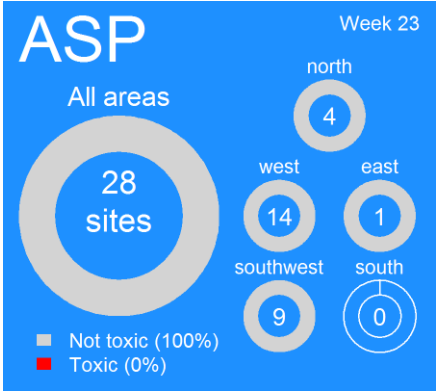 ASP
Week 23
All areas
28
sites
north
4
west
14
east
1
southwest
9
south
0
Not toxic (100%)
Toxic (0%)